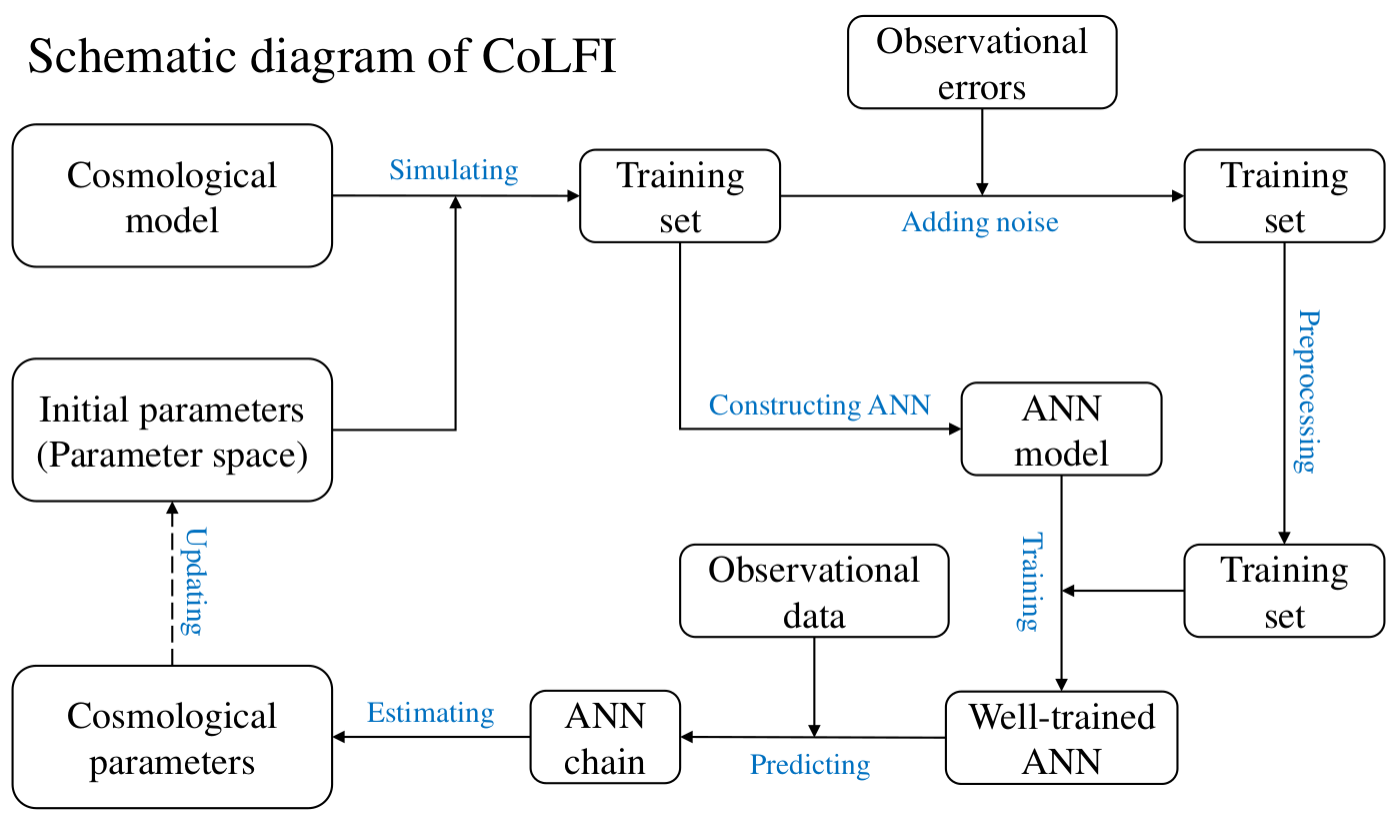 Schematic diagram of CoLFI
Observational
errors
Cosmological
model
Simulating
Training
set
Adding noise
Training
set
Preprocessing
Initial parameters
(Parameter space)
Constructing ANN
ANN
model
Training
Training
set
Updating
Observational
data
Cosmological
parameters
Estimating
ANN
chain
Predicting
Well-trained
ANN